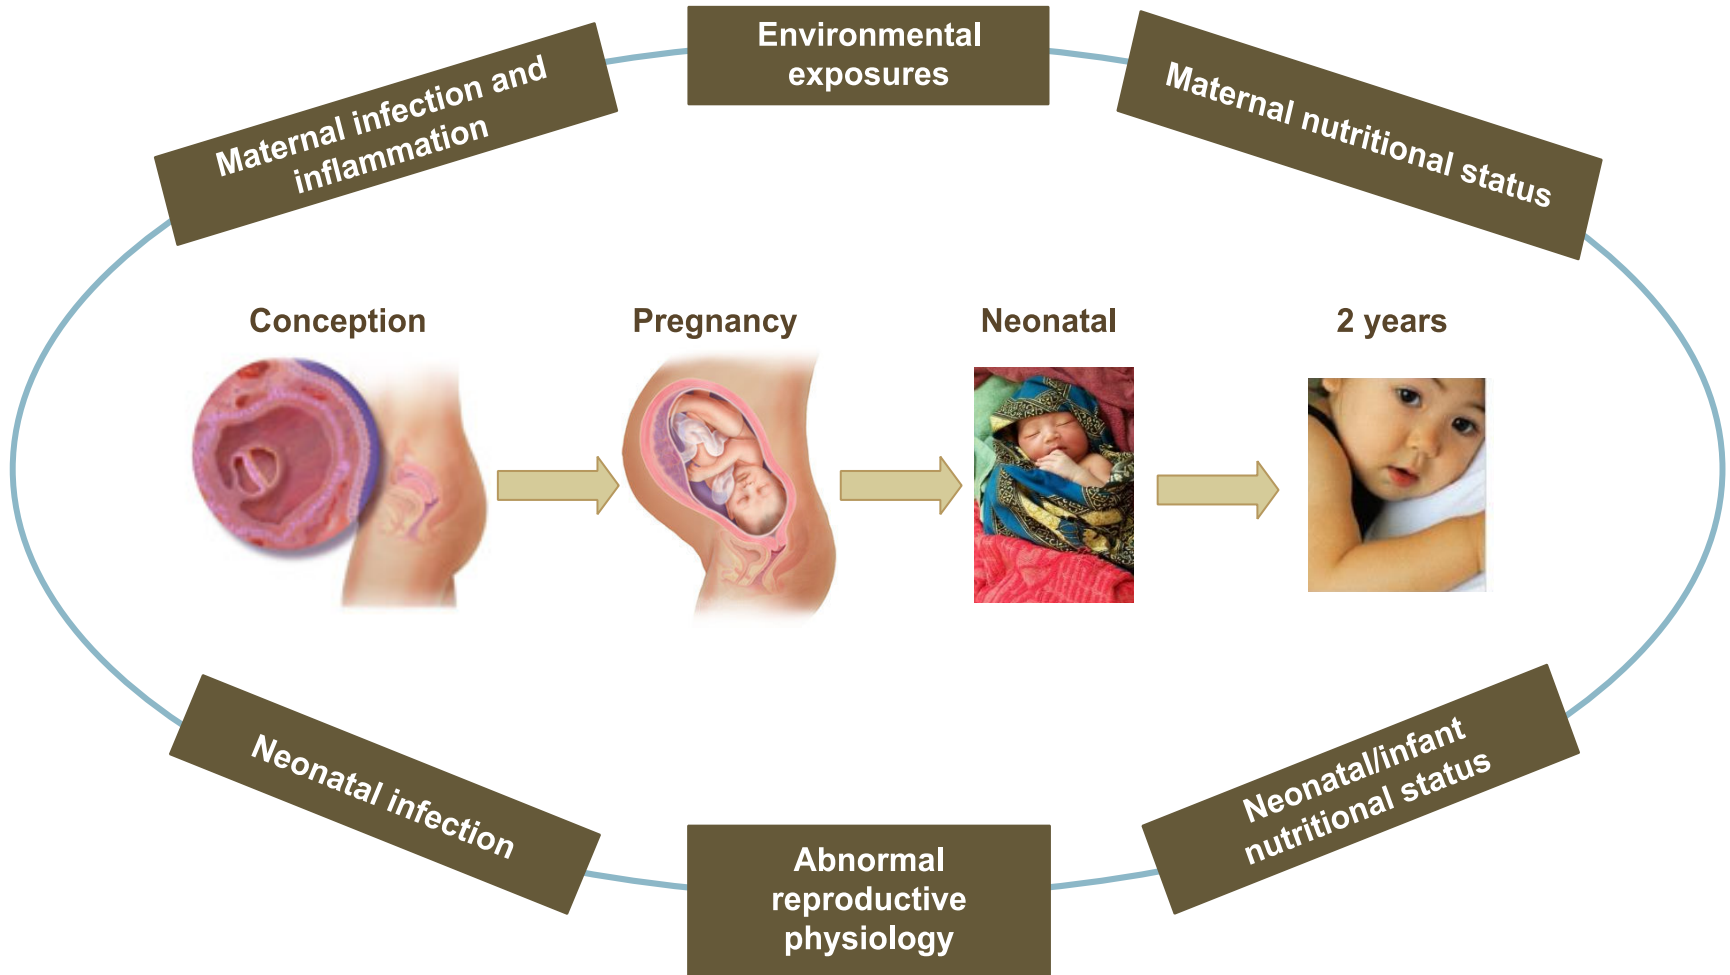 Environmental
exposures
Maternal infection and
inflammation
Maternal nutritional status
Conception
Pregnancy
Neonatal
2 years
Neonatal infection
Abnormal
reproductive
physiology
Neonatal/infant
nutritional status